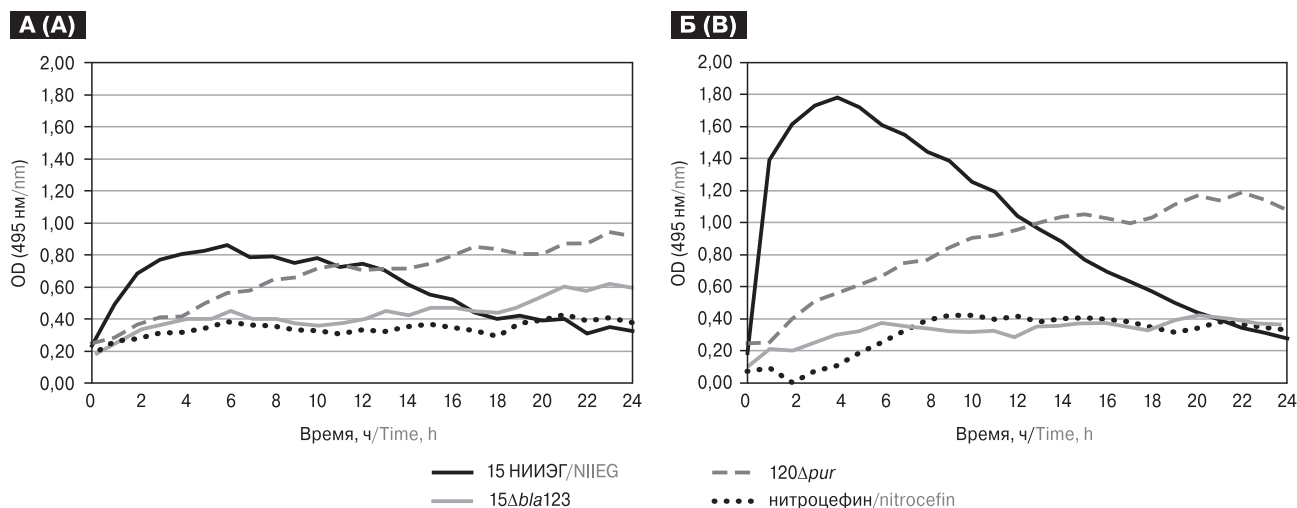 А (A)
2,00
1,80
1,60
1,40
1,20
1,00
0,80
0,60
0,40
0,20
0,00
OD (495 нм/nm)
0 2 4 6 8 10 12 14 16 18 20 22 24
Время, ч/Time, h
Б (B)
2,00
1,80
1,60
1,40
1,20
1,00
0,80
0,60
0,40
0,20
0,00
OD (495 нм/nm)
0 2 4 6 8 10 12 14 16 18 20 22 24
Время, ч/Time, h
15 НИИЭГ/NIIEG
15Δbla123
120Δpur
нитроцефин/nitrocefin